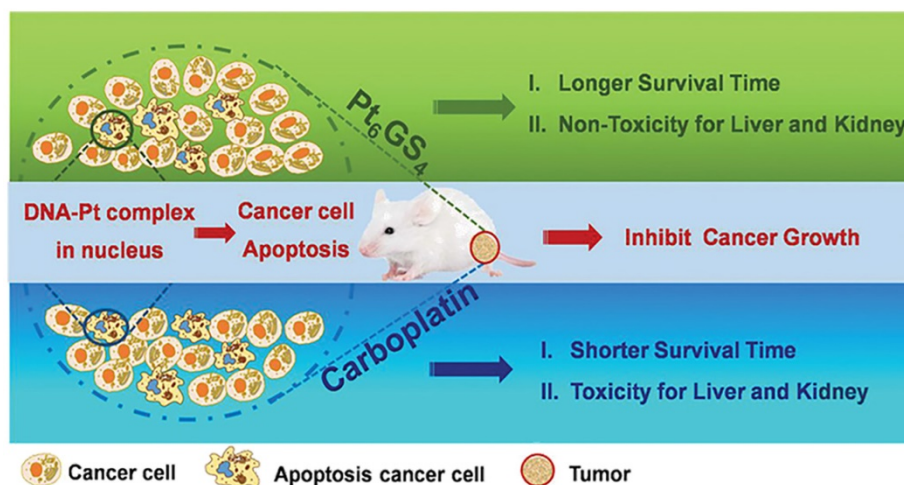 Pt₆GS₄
I. Longer Survival Time
II. Non-Toxicity for Liver and Kidney
DNA-Pt complex
in nucleus
Cancer cell
Apoptosis
Inhibit Cancer Growth
Carboplatin
I. Shorter Survival Time
II. Toxicity for Liver and Kidney
Cancer cell
Apoptosis cancer cell
Tumor